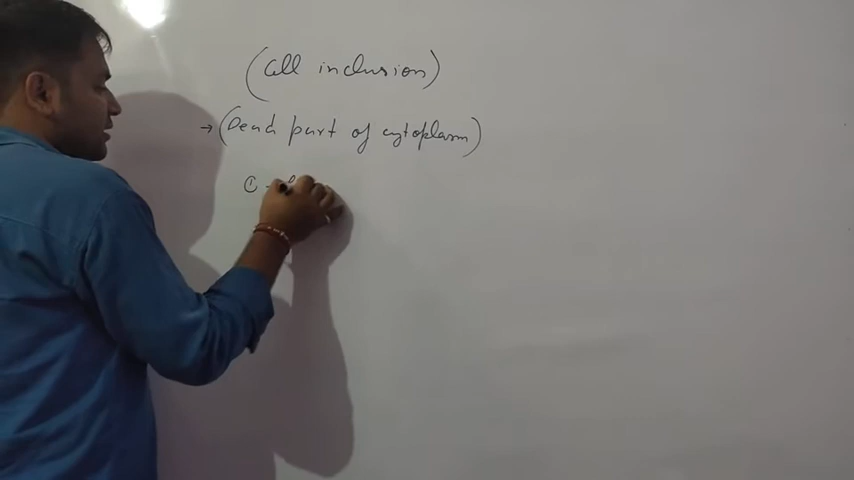 (Cell inclusion)
→ (Dead part of cytoplasm)